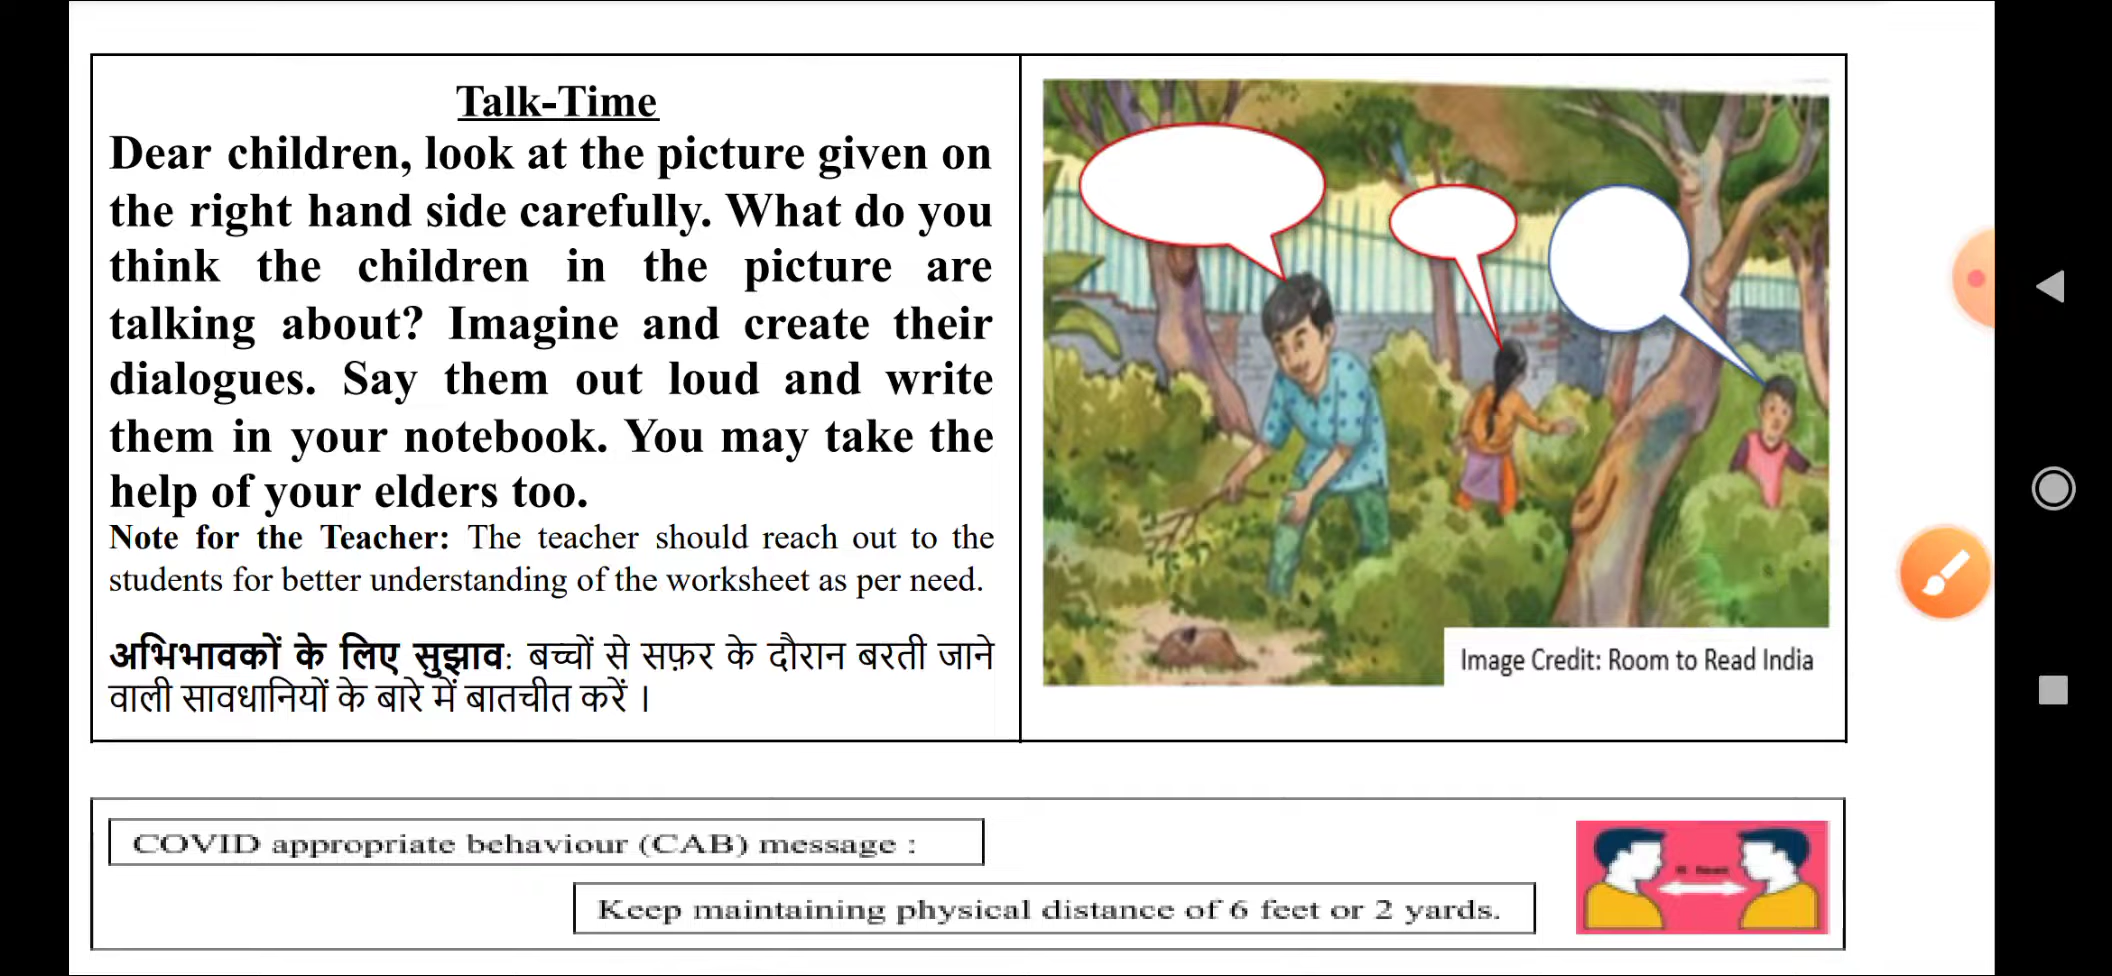 Talk-Time
Dear children, look at the picture given on
the right hand side carefully. What do you
think the children in the picture are
talking about? Imagine and create their
dialogues. Say them out loud and write
them in your notebook. You may take the
help of your elders too.
Note for the Teacher: The teacher should reach out to the
students for better understanding of the worksheet as per need.
अभिभावकों के लिए सुझाव: बच्चों से सफ़र के दौरान बरती जाने
वाली सावधानियों के बारे में बातचीत करें ।
Image Credit: Room to Read India
COVID appropriate behaviour (CAB) message :
Keep maintaining physical distance of 6 feet or 2 yards.